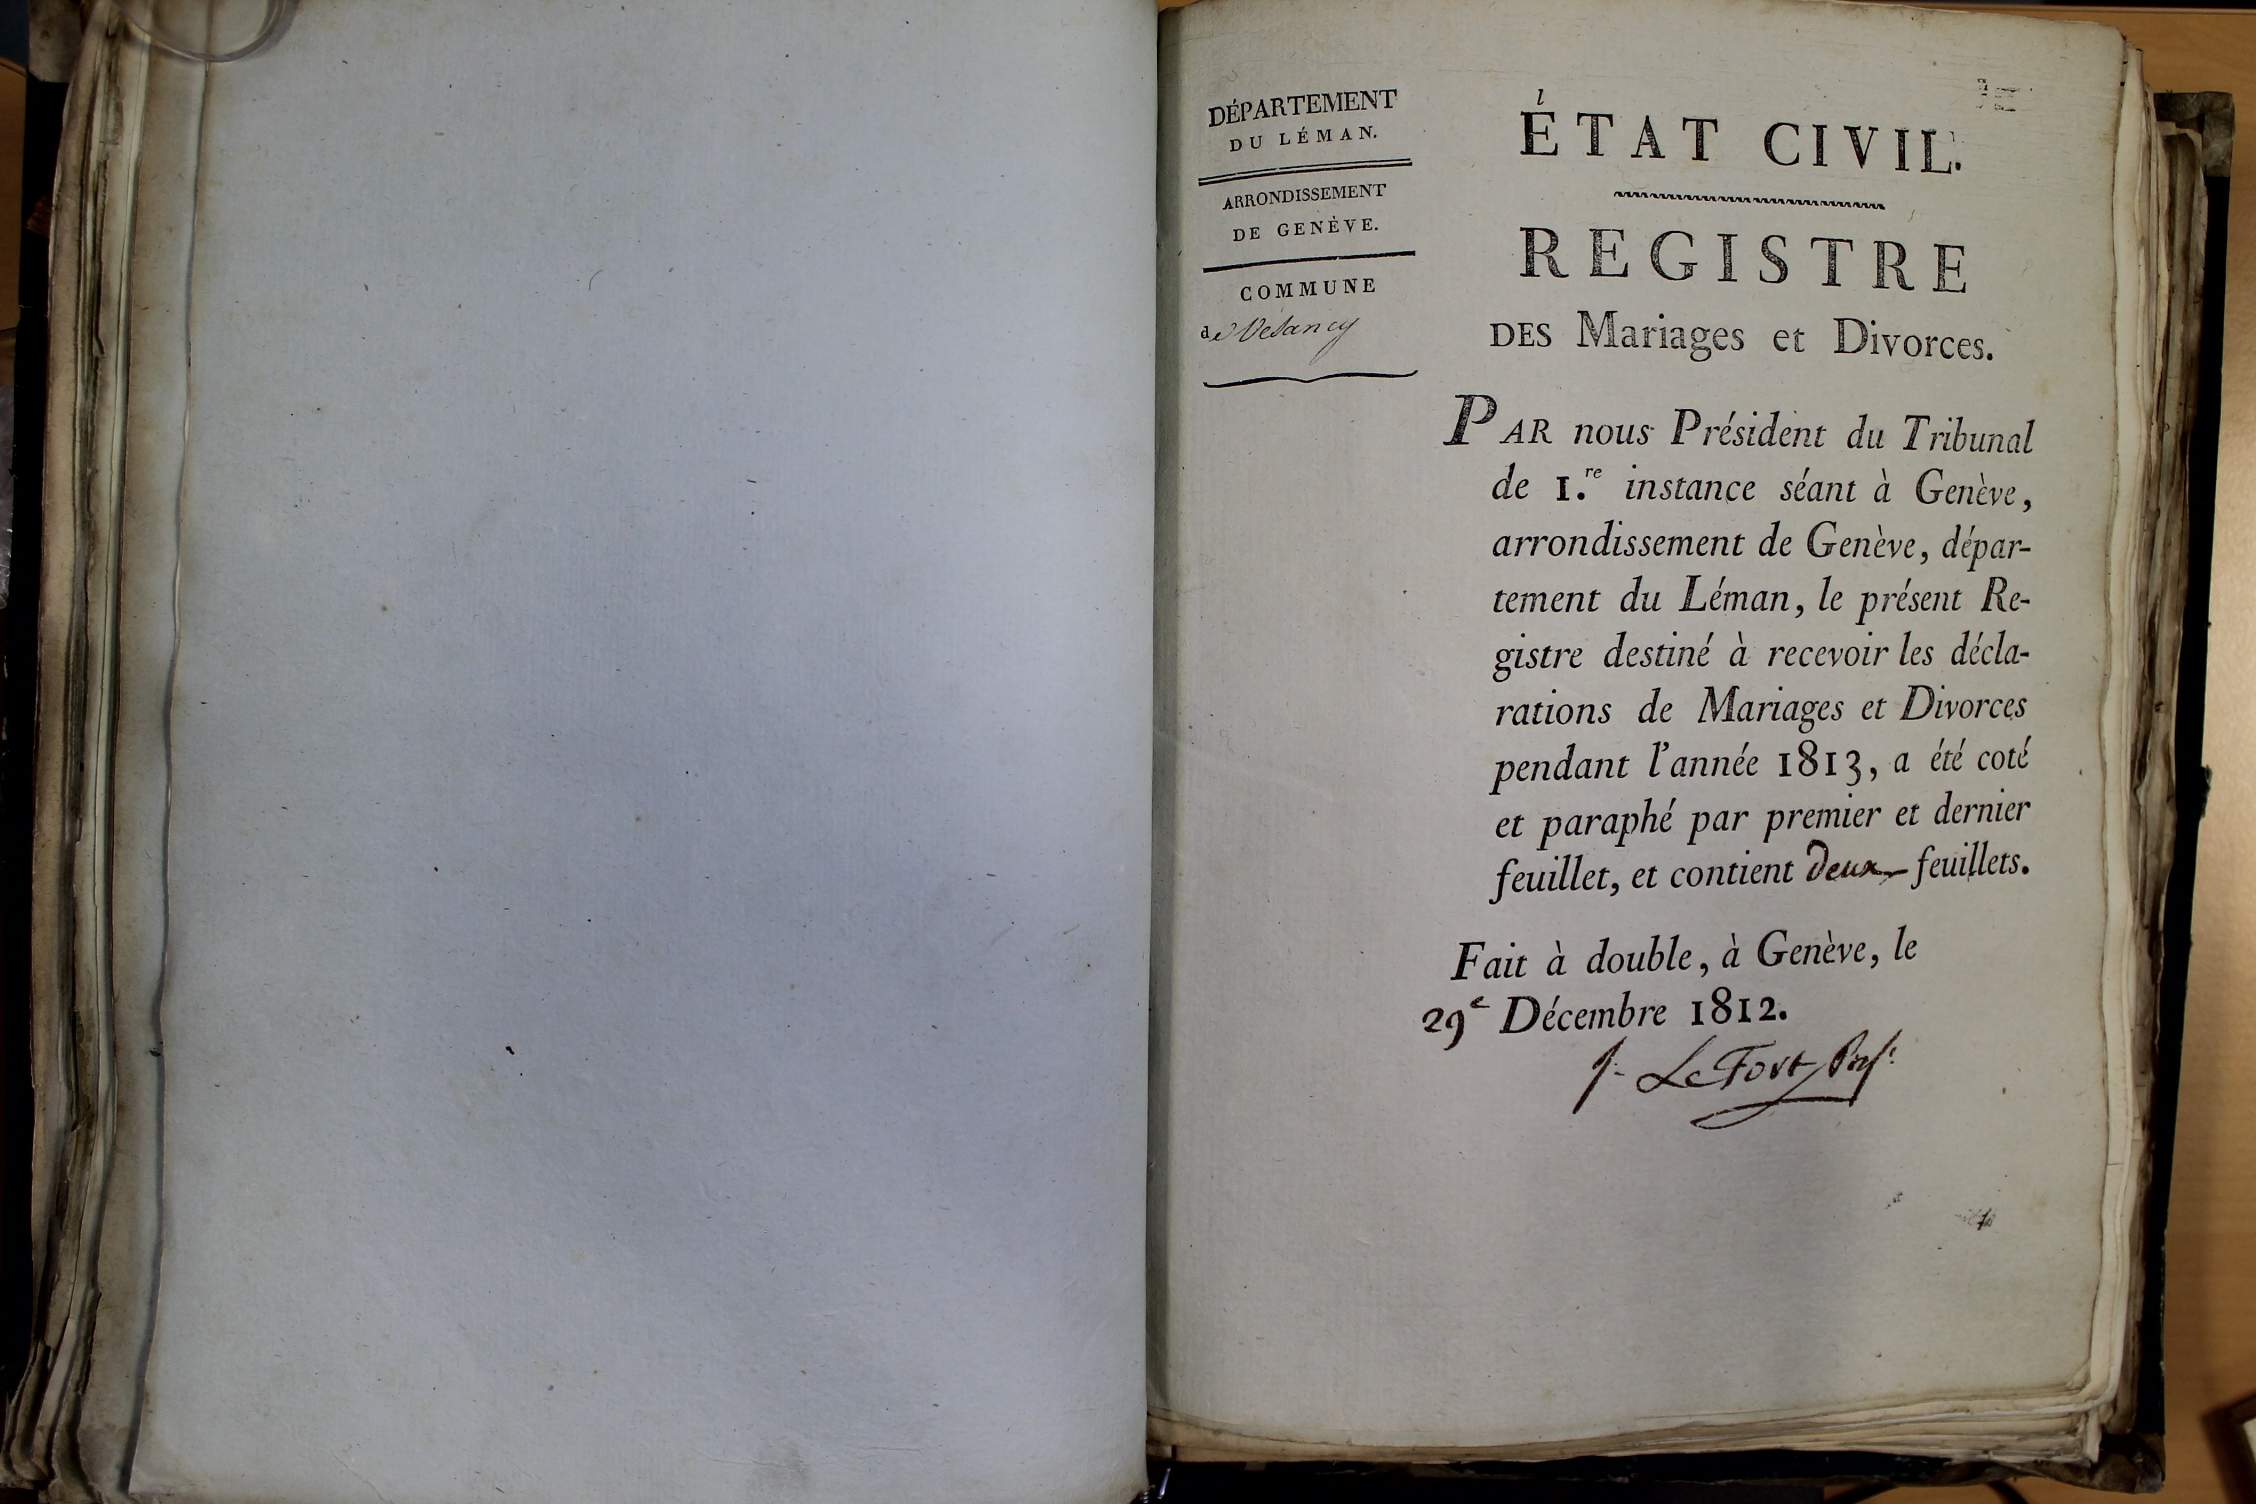 DÉPARTEMENT
DU LÉMAN.
ARRONDISSEMENT
DE GENÈVE.
COMMUNE
de Vésancy
ÉTAT CIVIL.
REGISTRE
DES Mariages et Divorces.
PAR nous Président du Tribunal
de 1.re instance séant à Genève,
arrondissement de Genève, dépar-
tement du Léman, le présent Re-
gistre destiné à recevoir les décla-
rations de Mariages et Divorces
pendant l'année 1813, a été coté
et paraphé par premier et dernier
feuillet, et contient deux feuillets.
Fait à double, à Genève, le
29e Décembre 1812.
LeFort